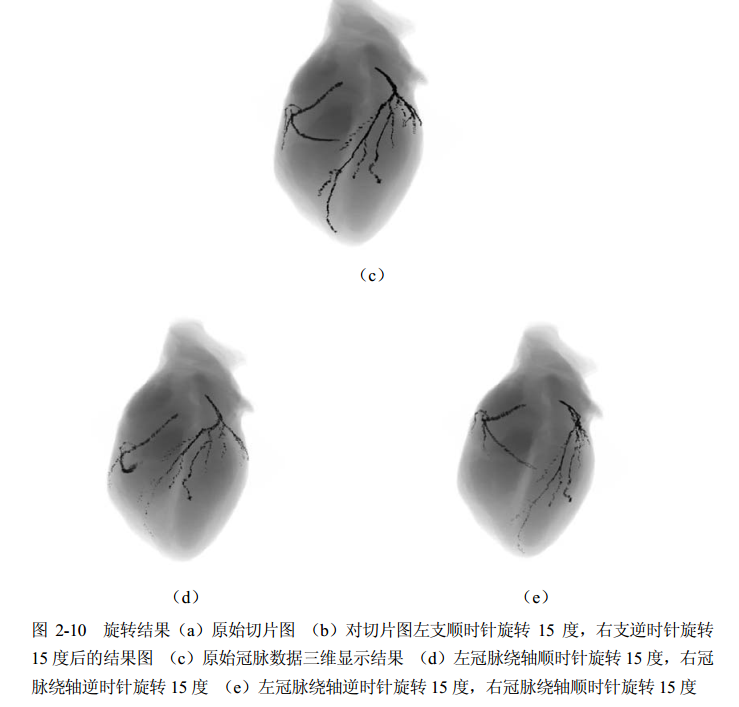 （c）
（d） （e）
图 2-10 旋转结果（a）原始切片图 （b）对切片图左支顺时针旋转 15 度，右支逆时针旋转
15 度后的结果图 （c）原始冠脉数据三维显示结果 （d）左冠脉绕轴顺时针旋转 15 度，右冠
脉绕轴逆时针旋转 15 度 （e）左冠脉绕轴逆时针旋转 15 度，右冠脉绕轴顺时针旋转 15 度